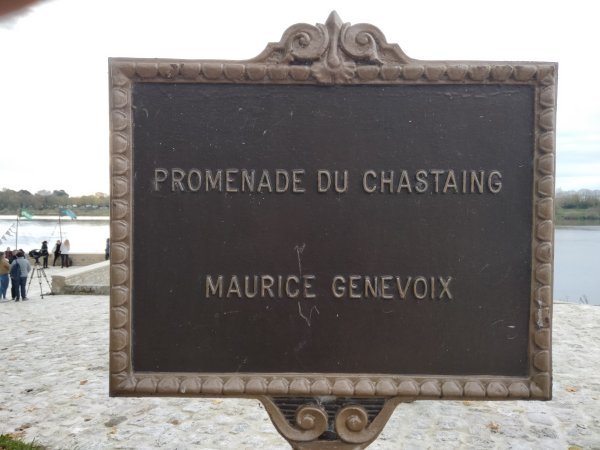 PROMENADE DU CHASTAING
MAURICE GENEVOIX